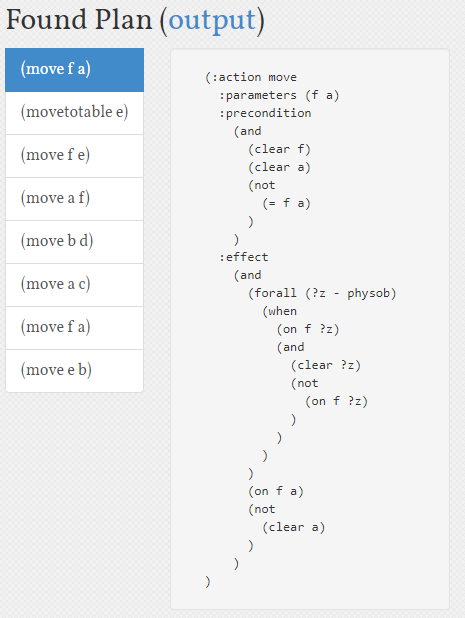 Found Plan (output)
(move f a)
(movetotable e)
(move f e)
(move a f)
(move b d)
(move a c)
(move f a)
(move e b)
(:action move
  :parameters (f a)
  :precondition
    (and
      (clear f)
      (clear a)
      (not
        (= f a)
      )
    )
  :effect
    (and
      (forall (?z - physob)
        (when
          (on f ?z)
          (and
            (clear ?z)
            (not
              (on f ?z)
            )
          )
        )
      )
      (on f a)
      (not
        (clear a)
      )
    )
)